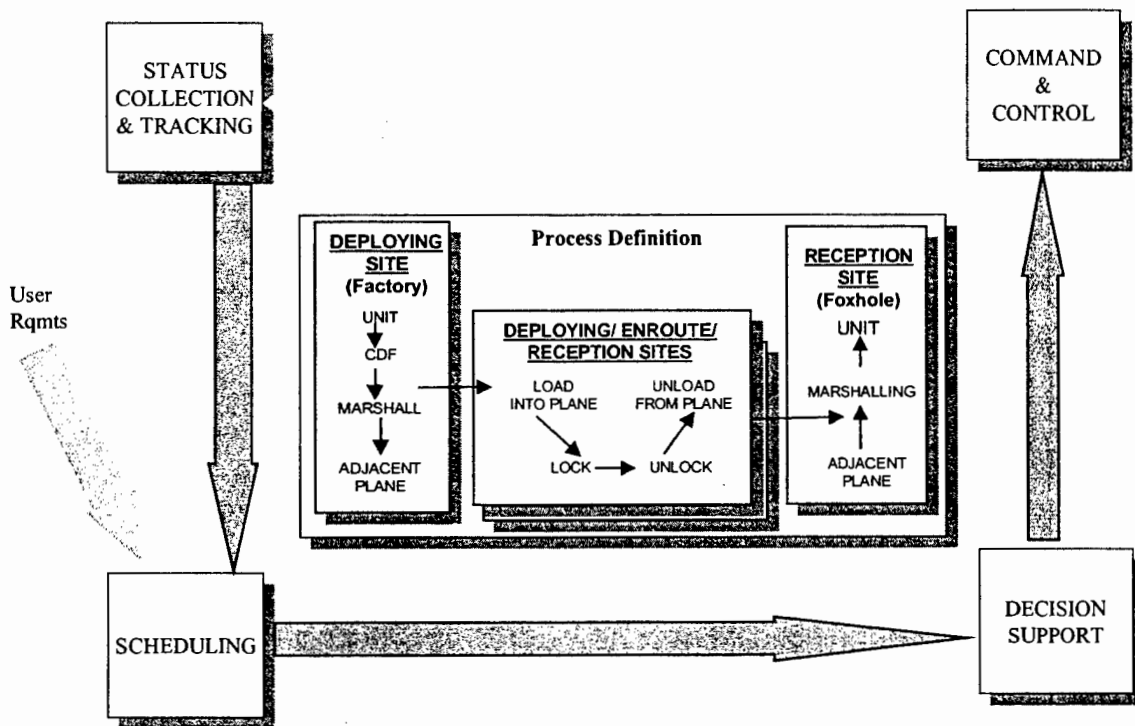 STATUS
COLLECTION
& TRACKING
COMMAND
&
CONTROL
Process Definition
DEPLOYING
SITE
(Factory)
UNIT
CDF
MARSHALL
ADJACENT
PLANE
DEPLOYING/ ENROUTE/
RECEPTION SITES
LOAD
INTO PLANE
UNLOAD
FROM PLANE
LOCK
UNLOCK
RECEPTION
SITE
(Foxhole)
UNIT
MARSHALLING
ADJACENT
PLANE
User
Rqmts
SCHEDULING
DECISION
SUPPORT